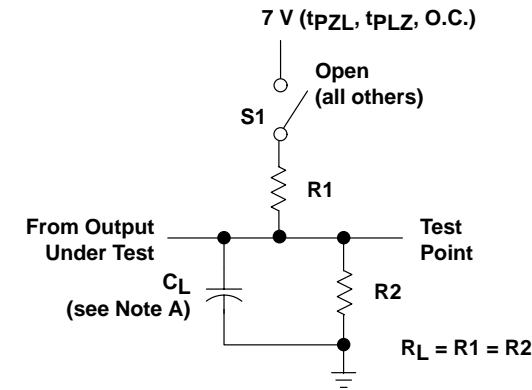 7 V (tPZL, tPLZ, O.C.)
Open
(all others)
S1
R1
From Output
Under Test
Test
Point
CL
(see Note A)
R2
RL = R1 = R2